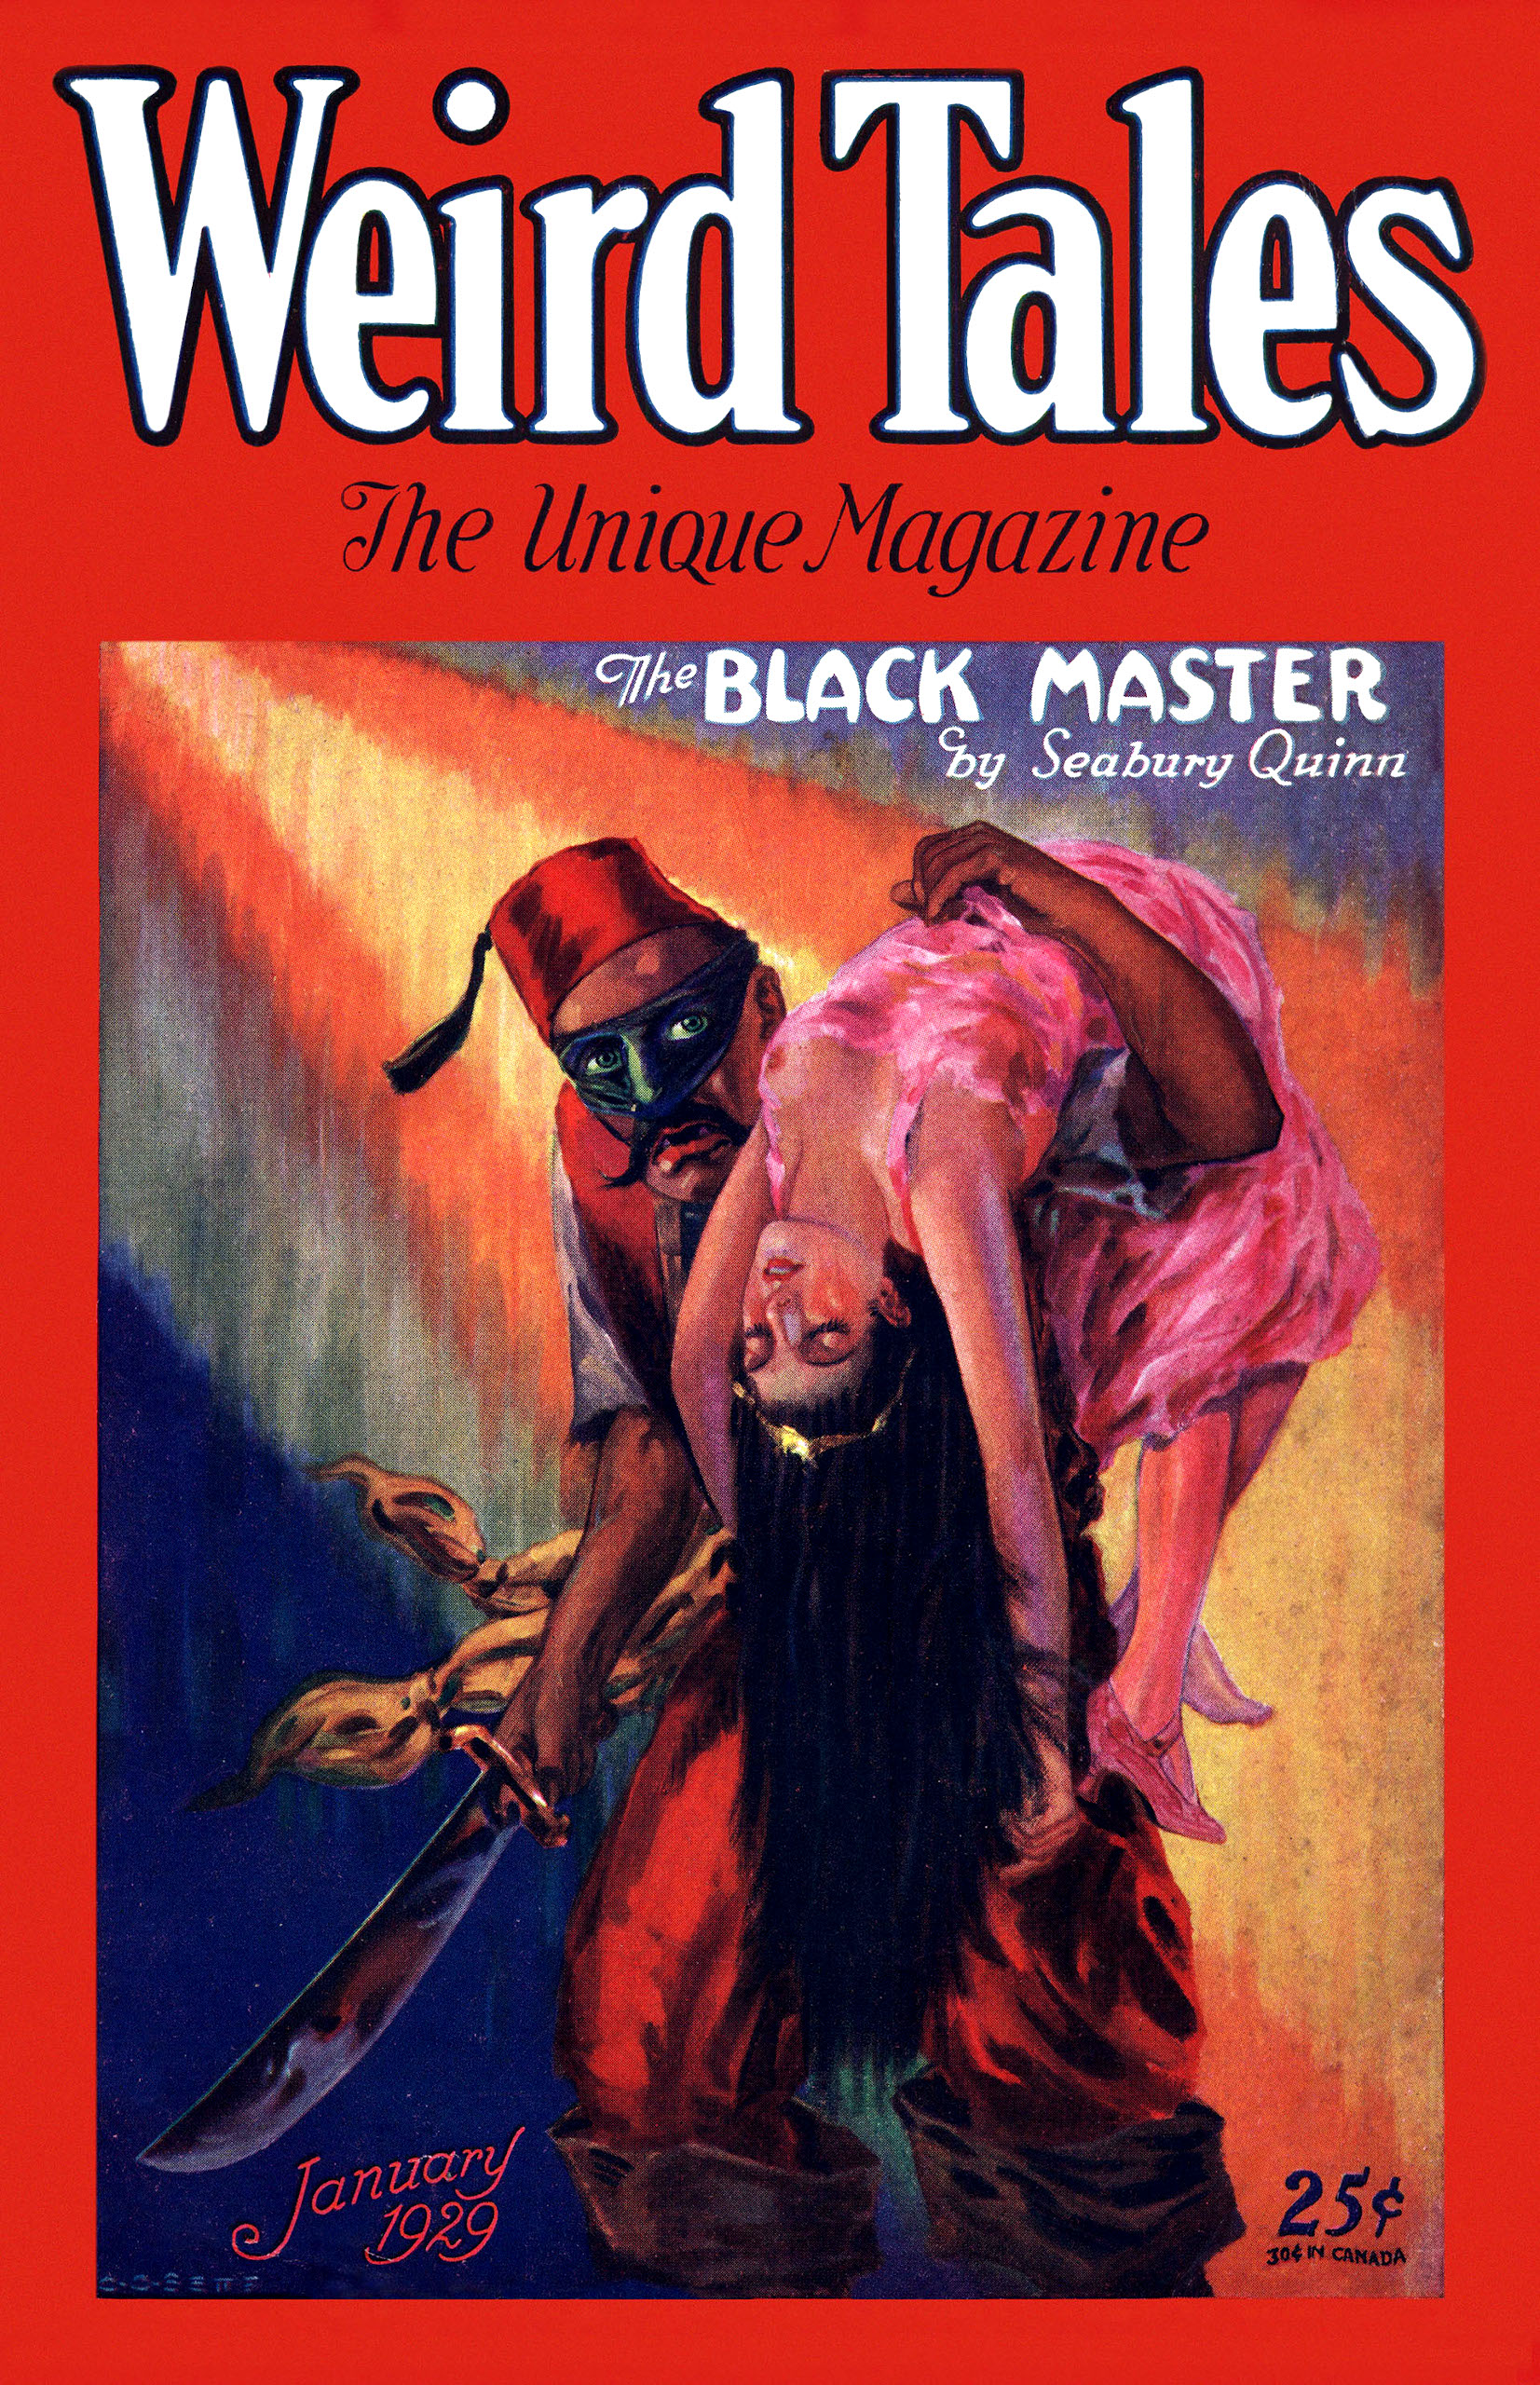 Weird Tales
The Unique Magazine
The BLACK MASTER
by Seabury Quinn
January
1929
25¢
30¢ IN CANADA